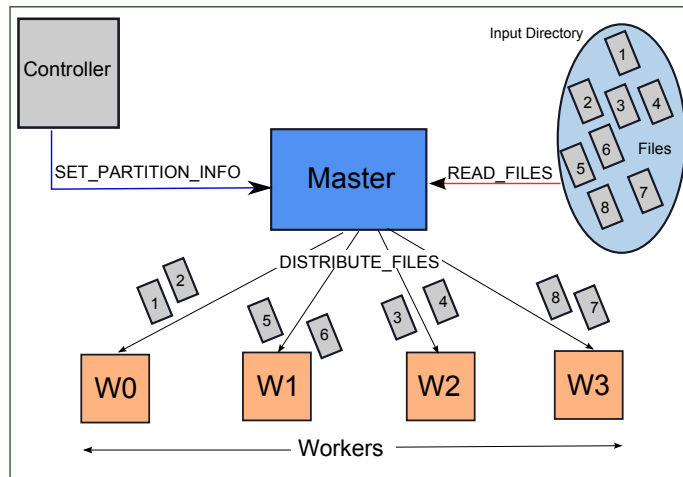 Input Directory
Controller
1
2
3
4
6
Files
5
7
8
SET_PARTITION_INFO
Master
READ_FILES
DISTRIBUTE_FILES
1
2
5
6
3
4
8
7
W0
W1
W2
W3
Workers